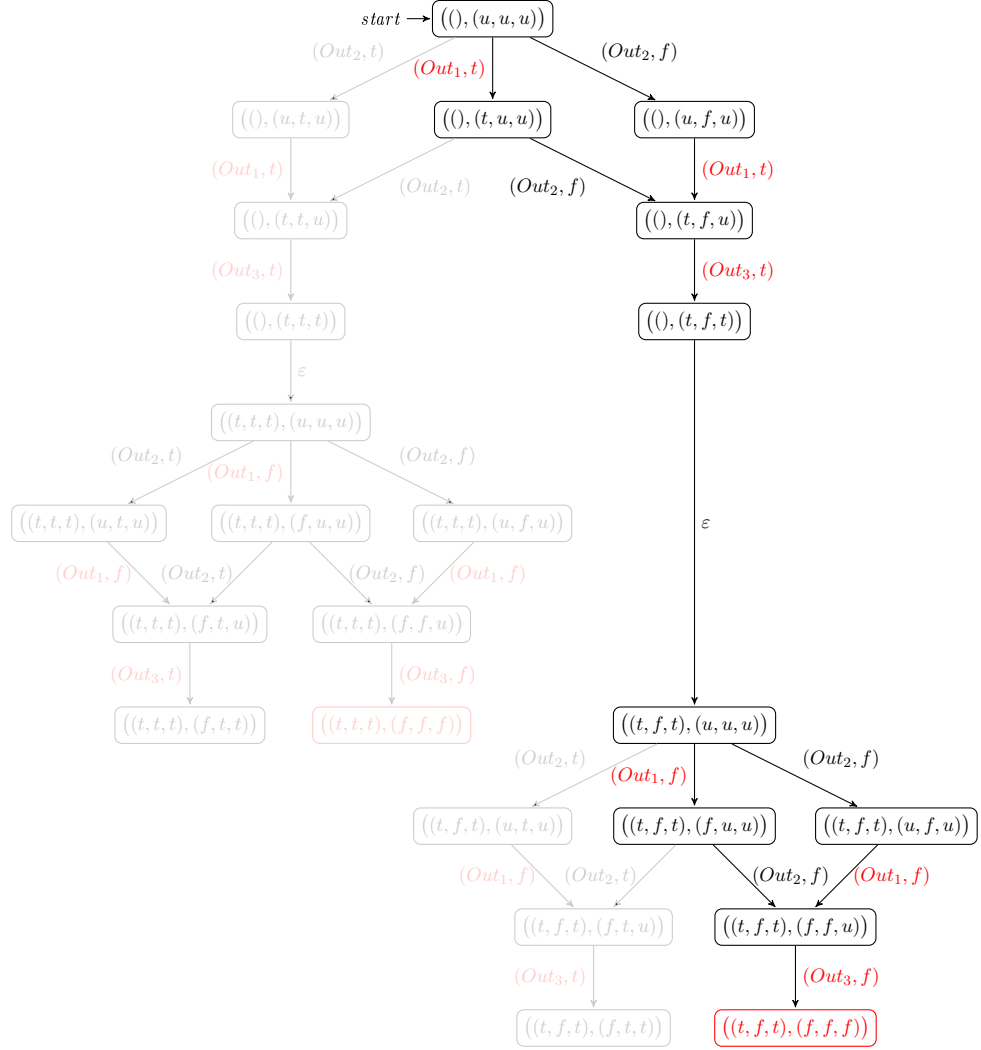 start ((), (u, u, u))
(Out₂, t) (Out₁, t) (Out₂, f)
((), (u, t, u)) ((), (t, u, u)) ((), (u, f, u))
(Out₁, t) (Out₂, t) (Out₂, f) (Out₁, t)
((), (t, t, u)) ((), (t, f, u))
(Out₃, t) (Out₃, t)
((), (t, t, t)) ((), (t, f, t))
ε
((t, t, t), (u, u, u))
(Out₂, t) (Out₁, f) (Out₂, f)
((t, t, t), (u, t, u)) ((t, t, t), (f, u, u)) ((t, t, t), (u, f, u)) ε
(Out₁, f) (Out₂, t) (Out₂, f) (Out₁, f)
((t, t, t), (f, t, u)) ((t, t, t), (f, f, u))
(Out₃, t) (Out₃, f)
((t, t, t), (f, t, t)) ((t, t, t), (f, f, f)) ((t, f, t), (u, u, u))
(Out₂, t) (Out₁, f) (Out₂, f)
((t, f, t), (u, t, u)) ((t, f, t), (f, u, u)) ((t, f, t), (u, f, u))
(Out₁, f) (Out₂, t) (Out₂, f) (Out₁, f)
((t, f, t), (f, t, u)) ((t, f, t), (f, f, u))
(Out₃, t) (Out₃, f)
((t, f, t), (f, t, t)) ((t, f, t), (f, f, f))